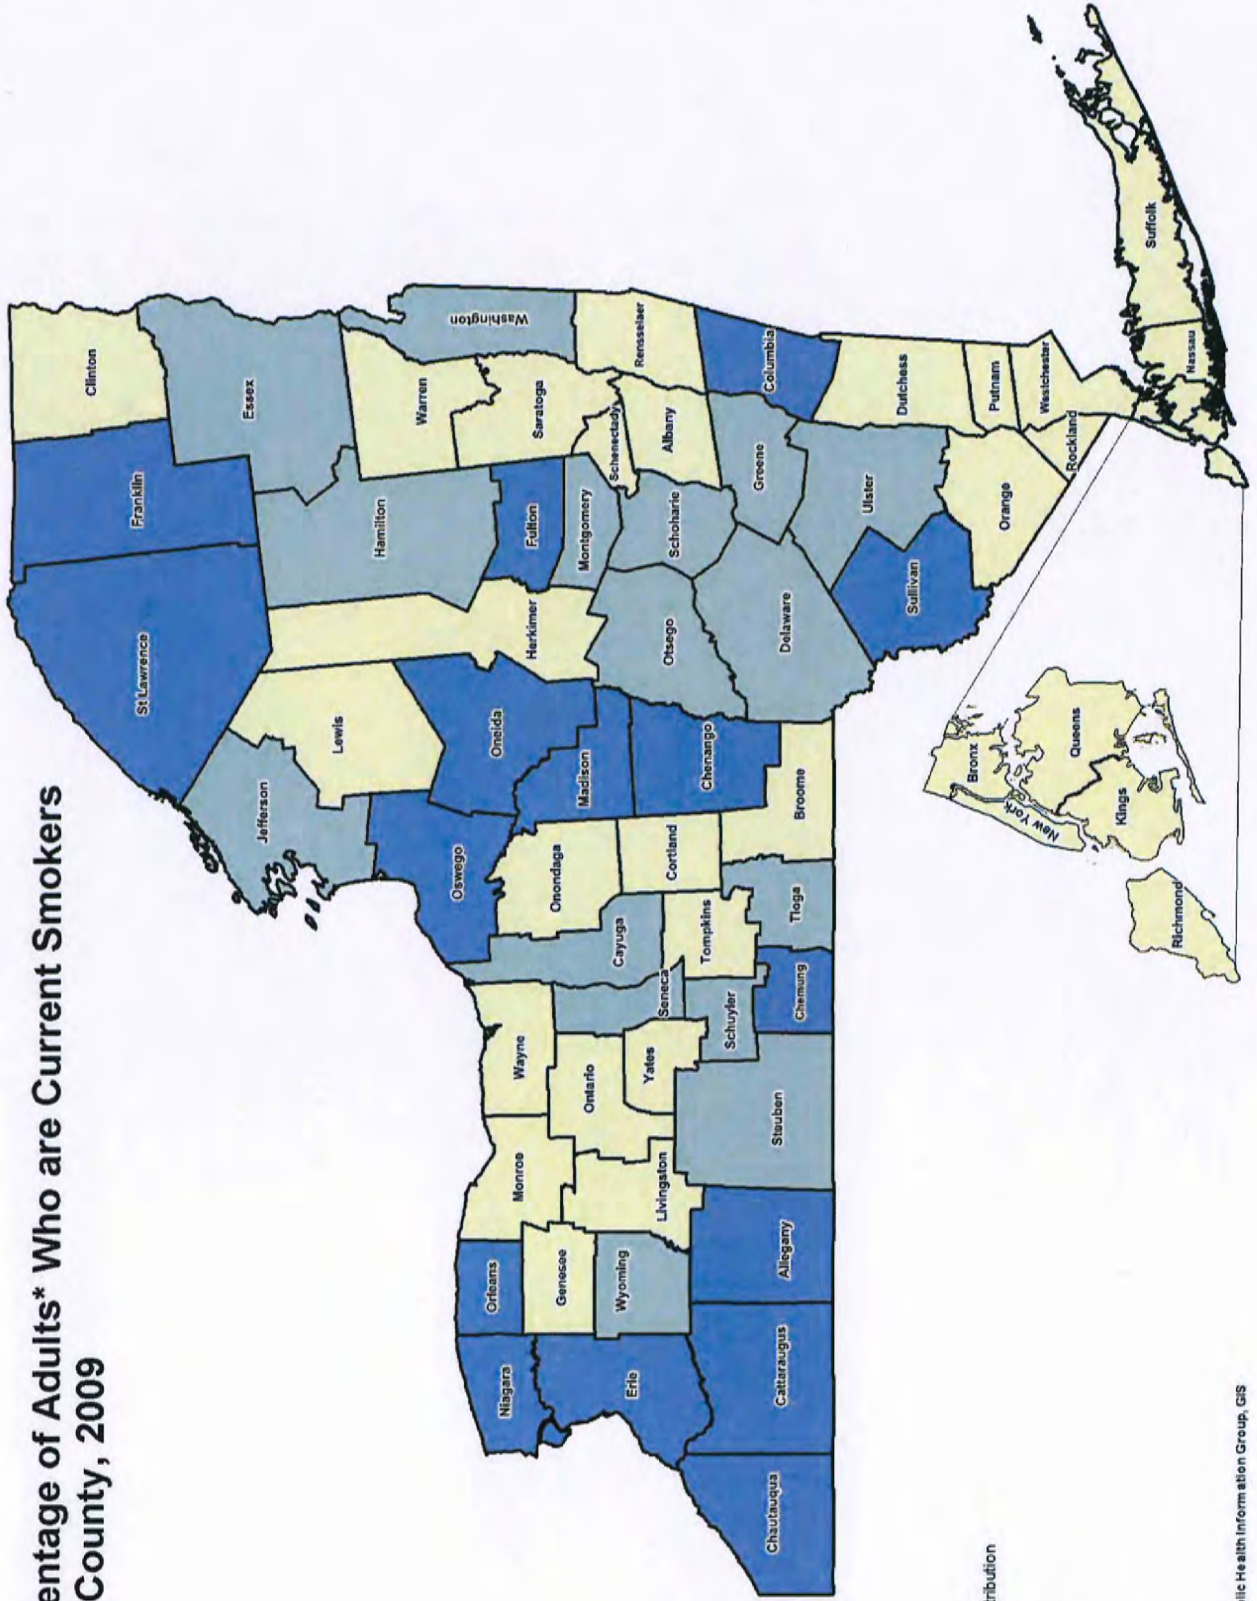 entage of Adults* Who are Current Smokers
County, 2009
Clinton
Franklin
St Lawrence
Essex
Jefferson
Lewis
Hamilton
Warren
Washington
Herkimer
Oneida
Oswego
Fulton
Saratoga
Niagara
Orleans
Monroe
Wayne
Onondaga
Madison
Montgomery
Schenectady
Rensselaer
Erie
Genesee
Wyoming
Livingston
Ontario
Yates
Seneca
Cayuga
Cortland
Chenango
Otsego
Schoharie
Albany
Chautauqua
Cattaraugus
Allegany
Steuben
Schuyler
Chemung
Tompkins
Tioga
Broome
Delaware
Greene
Columbia
Ulster
Sullivan
Dutchess
Orange
Putnam
Rockland
Westchester
Suffolk
Nassau
Bronx
New York
Queens
Kings
Richmond
tribution
lic Health Information Group, GIS